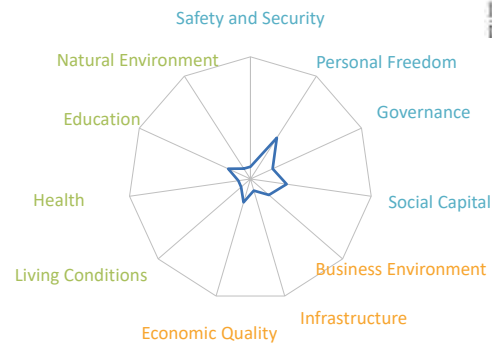 Safety and Security
Natural Environment
Personal Freedom
Education
Governance
Health
Social Capital
Living Conditions
Business Environment
Economic Quality
Infrastructure